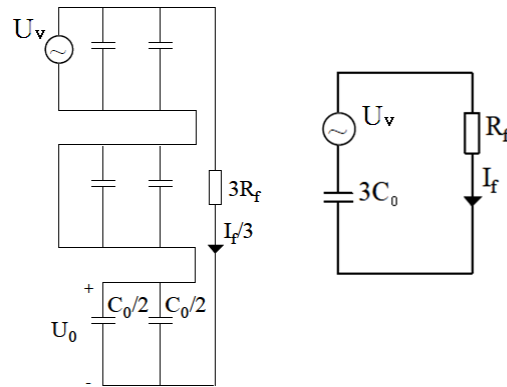 Uv
~
3Rf
If/3
+
C0/2 C0/2
U0
-
~
Uv
3C0
Rf
If